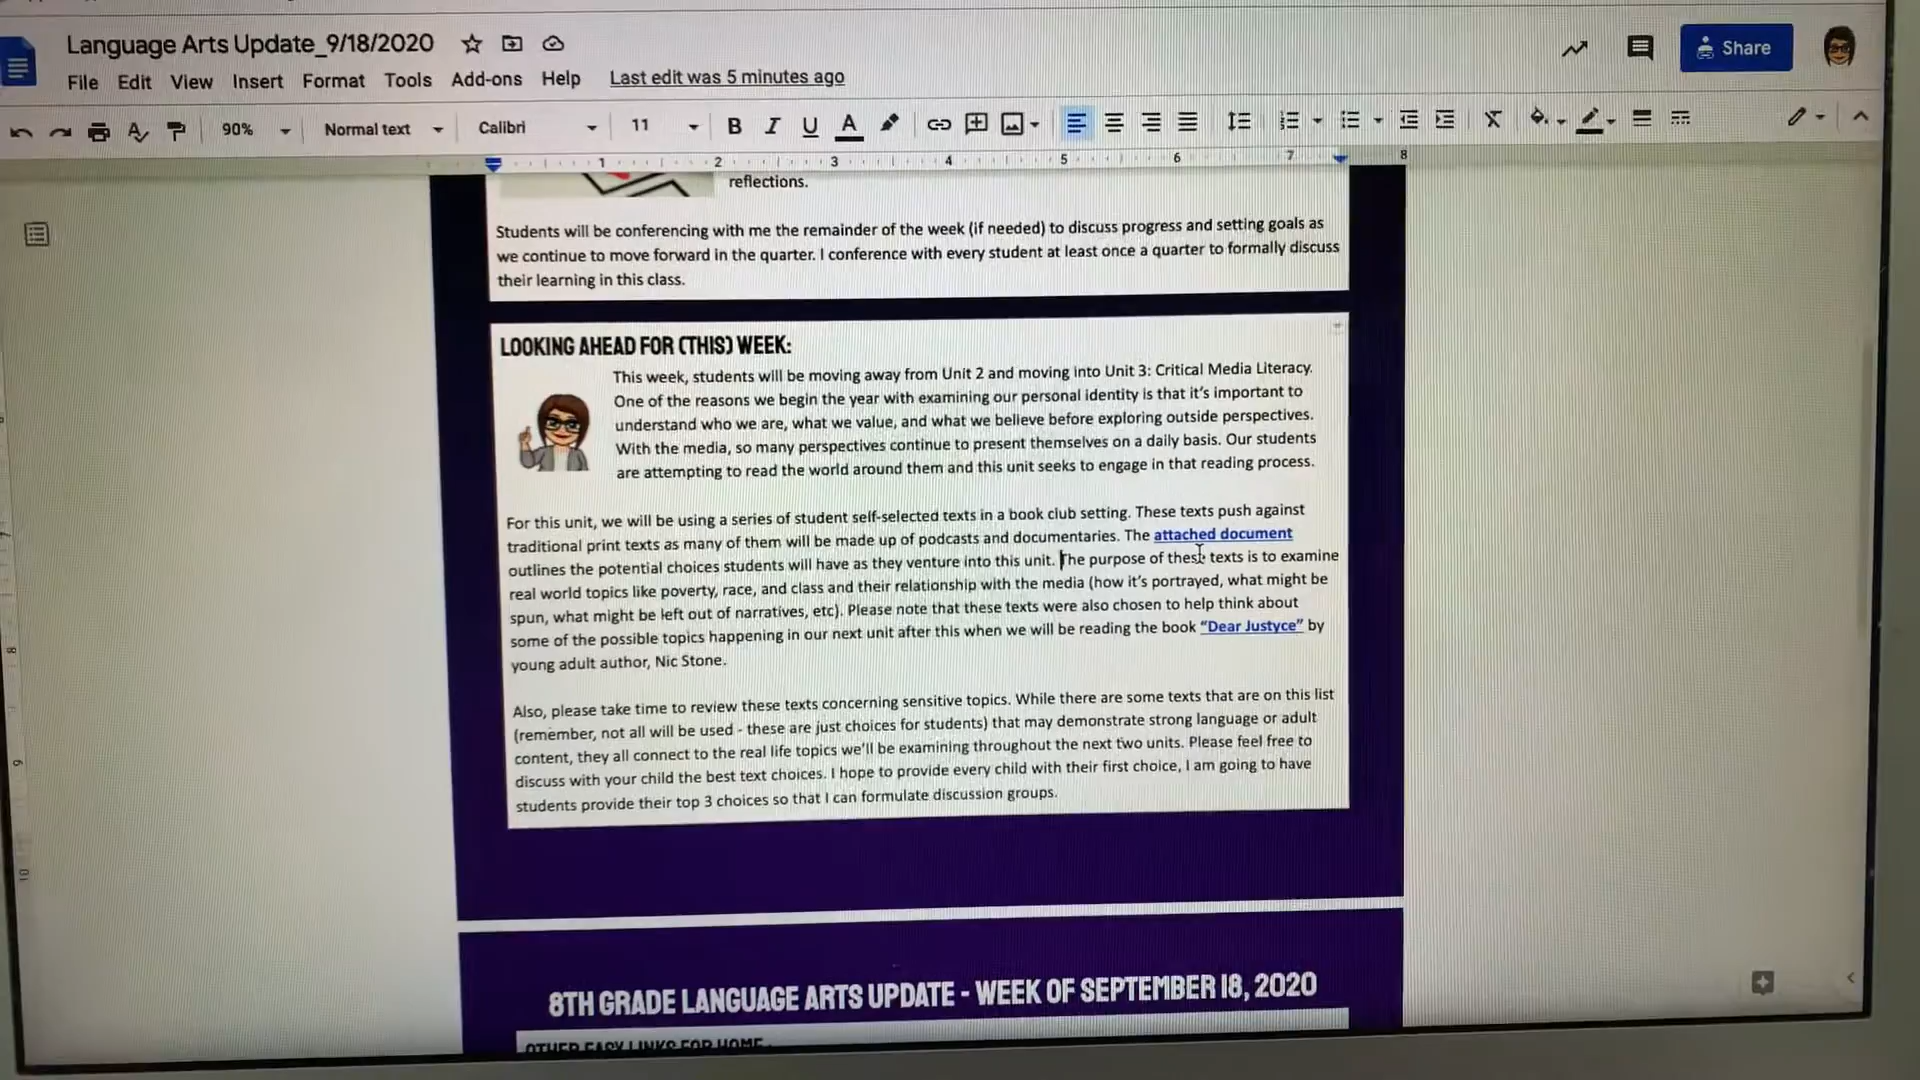 Language Arts Update_9/18/2020
File Edit View Insert Format Tools Add-ons Help Last edit was 5 minutes ago
Share
90% Normal text Calibri 11 B I U A
1 2 3 4 5 6 7 8
reflections.
Students will be conferencing with me the remainder of the week (if needed) to discuss progress and setting goals as
we continue to move forward in the quarter. I conference with every student at least once a quarter to formally discuss
their learning in this class.
LOOKING AHEAD FOR (THIS) WEEK:
This week, students will be moving away from Unit 2 and moving into Unit 3: Critical Media Literacy.
One of the reasons we begin the year with examining our personal identity is that it's important to
understand who we are, what we value, and what we believe before exploring outside perspectives.
With the media, so many perspectives continue to present themselves on a daily basis. Our students
are attempting to read the world around them and this unit seeks to engage in that reading process.
For this unit, we will be using a series of student self-selected texts in a book club setting. These texts push against
traditional print texts as many of them will be made up of podcasts and documentaries. The attached document
outlines the potential choices students will have as they venture into this unit. The purpose of these texts is to examine
real world topics like poverty, race, and class and their relationship with the media (how it's portrayed, what might be
spun, what might be left out of narratives, etc). Please note that these texts were also chosen to help think about
some of the possible topics happening in our next unit after this when we will be reading the book "Dear Justyce" by
young adult author, Nic Stone.
Also, please take time to review these texts concerning sensitive topics. While there are some texts that are on this list
(remember, not all will be used - these are just choices for students) that may demonstrate strong language or adult
content, they all connect to the real life topics we'll be examining throughout the next two units. Please feel free to
discuss with your child the best text choices. I hope to provide every child with their first choice, I am going to have
students provide their top 3 choices so that I can formulate discussion groups.
8TH GRADE LANGUAGE ARTS UPDATE - WEEK OF SEPTEMBER 18, 2020
OTHER EASY LINKS FOR HOME